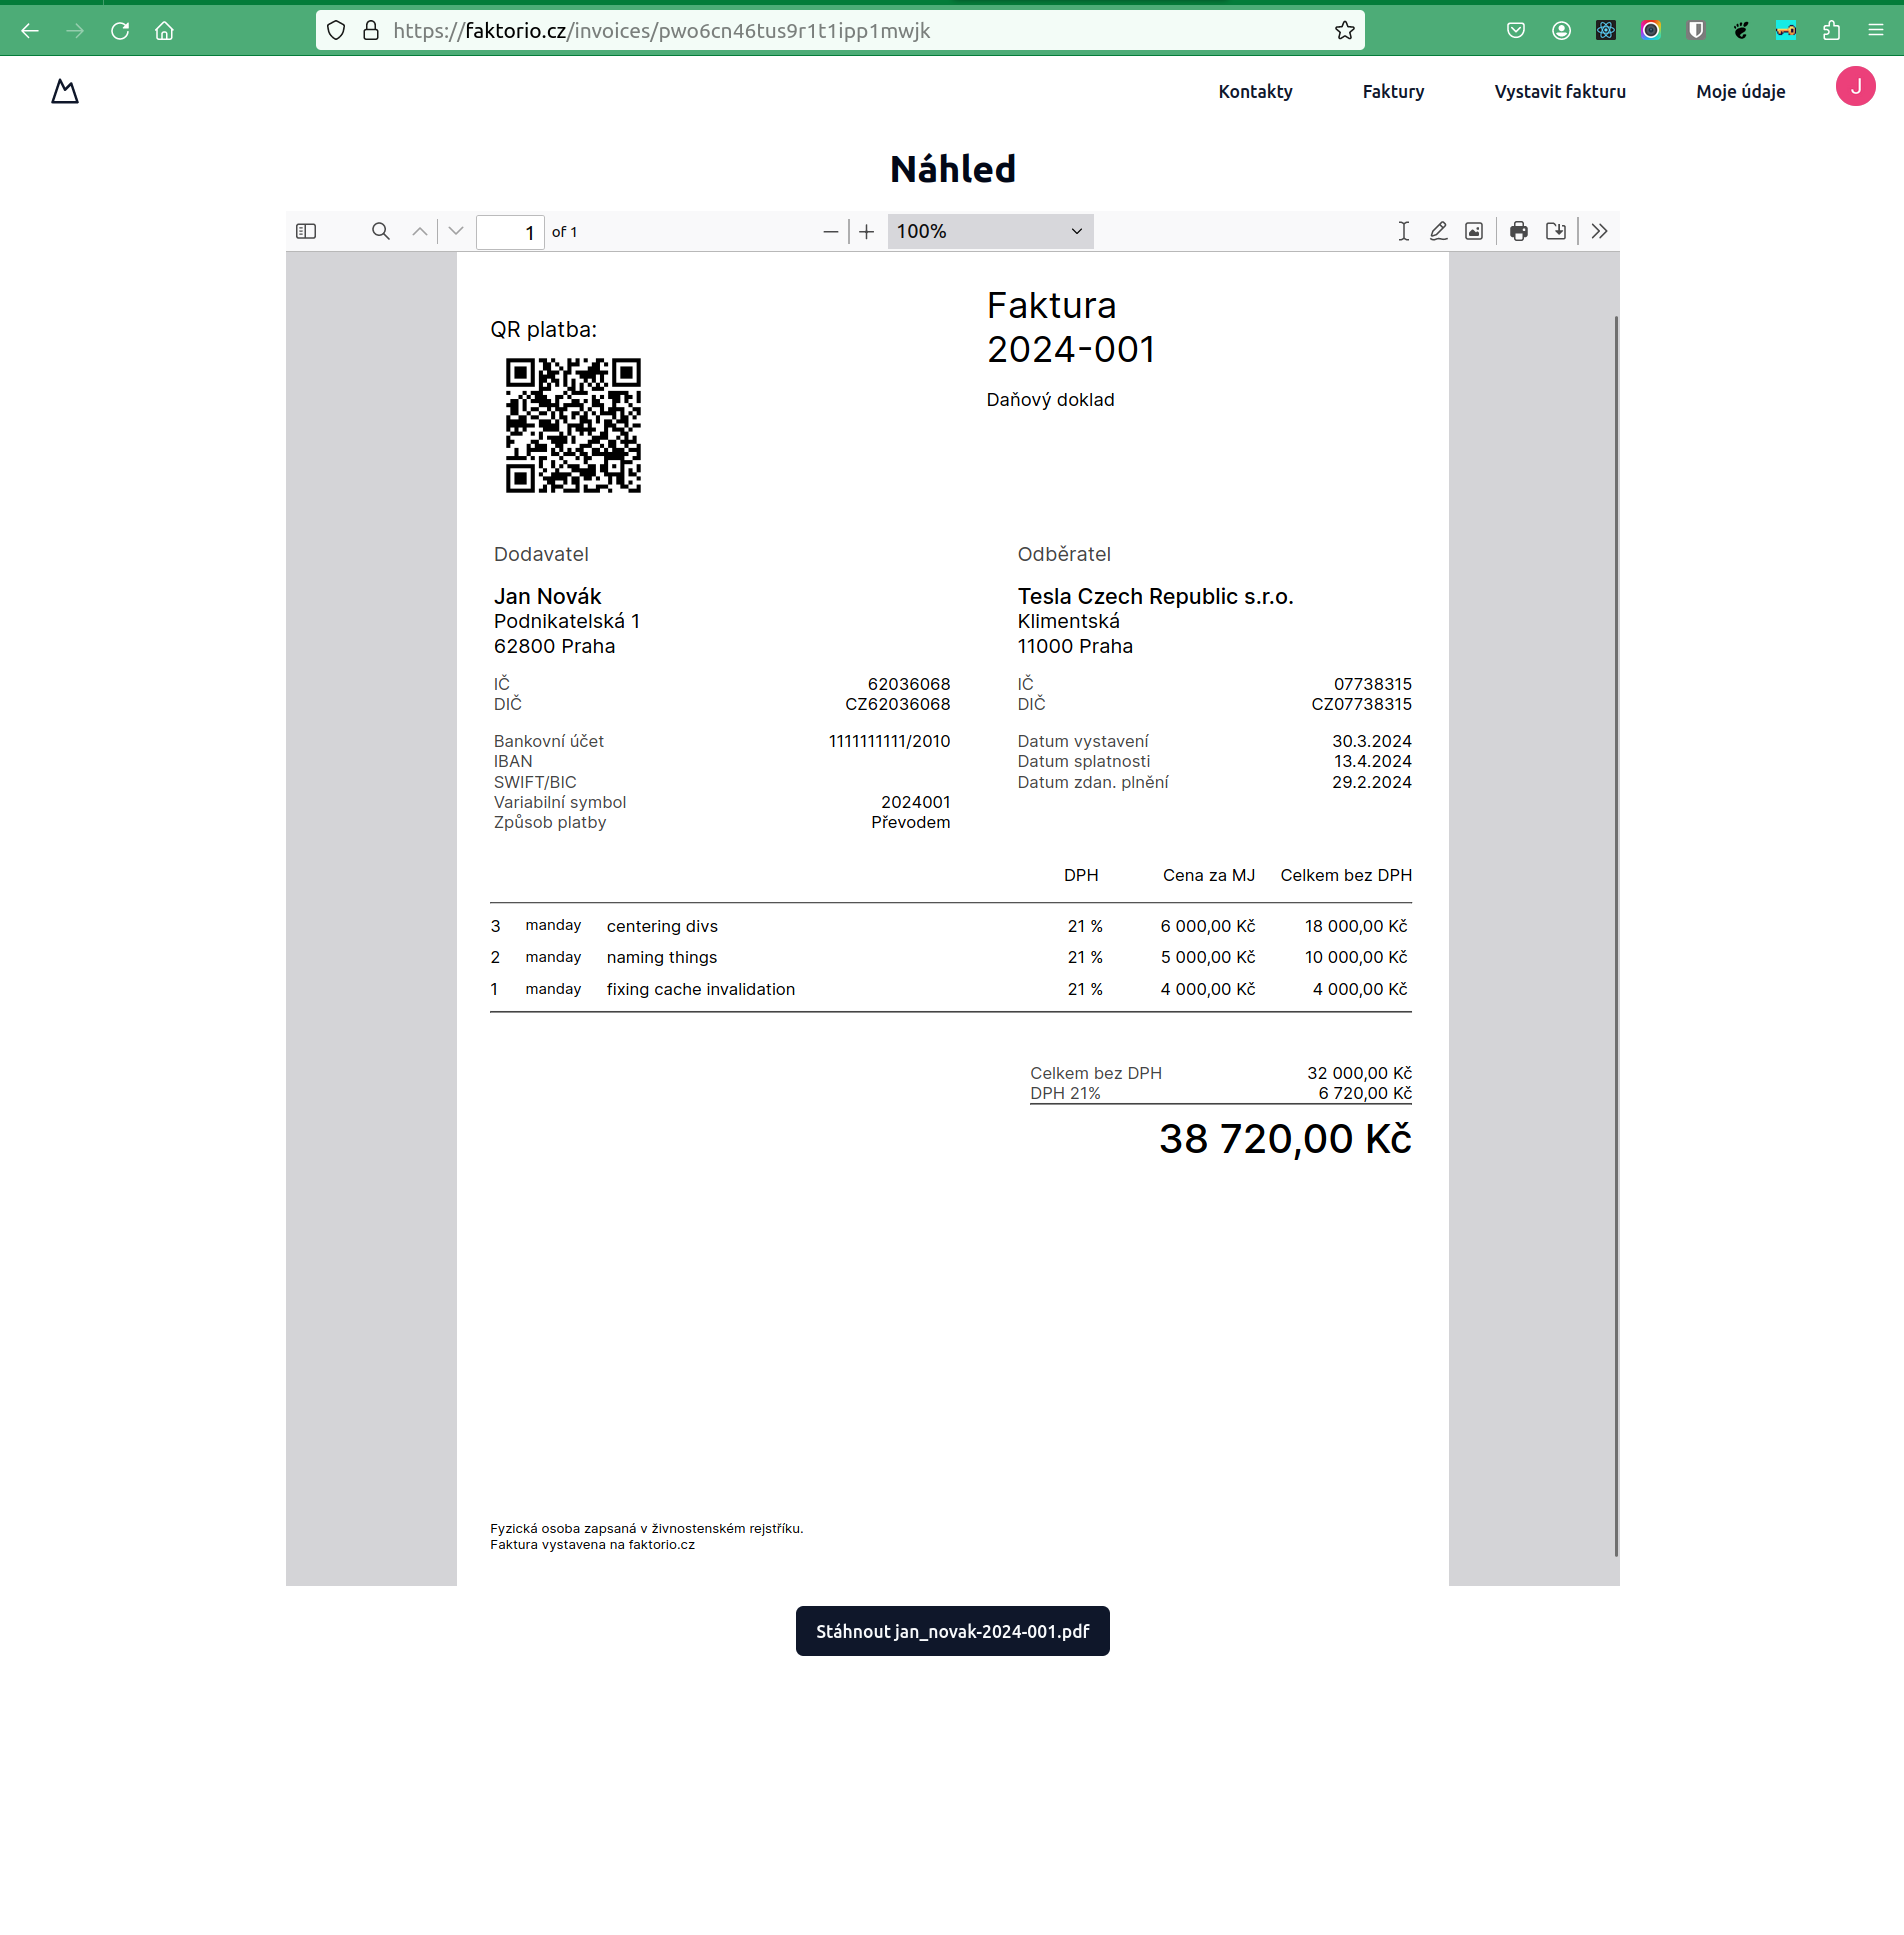 https://faktorio.cz/invoices/pwo6cn46tus9r1t1ipp1mwjk
Kontakty Faktury Vystavit fakturu Moje údaje J
Náhled
1 of 1 100%
QR platba:
Faktura
2024-001
Daňový doklad
Dodavatel
Jan Novák
Podnikatelská 1
62800 Praha
IČ 62036068
DIČ CZ62036068
Bankovní účet 1111111111/2010
IBAN
SWIFT/BIC
Variabilní symbol 2024001
Způsob platby Převodem
Odběratel
Tesla Czech Republic s.r.o.
Klimentská
11000 Praha
IČ 07738315
DIČ CZ07738315
Datum vystavení 30.3.2024
Datum splatnosti 13.4.2024
Datum zdan. plnění 29.2.2024
DPH Cena za MJ Celkem bez DPH
3 manday centering divs 21 % 6 000,00 Kč 18 000,00 Kč
2 manday naming things 21 % 5 000,00 Kč 10 000,00 Kč
1 manday fixing cache invalidation 21 % 4 000,00 Kč 4 000,00 Kč
Celkem bez DPH 32 000,00 Kč
DPH 21% 6 720,00 Kč
38 720,00 Kč
Fyzická osoba zapsaná v živnostenském rejstříku.
Faktura vystavena na faktorio.cz
Stáhnout jan_novak-2024-001.pdf